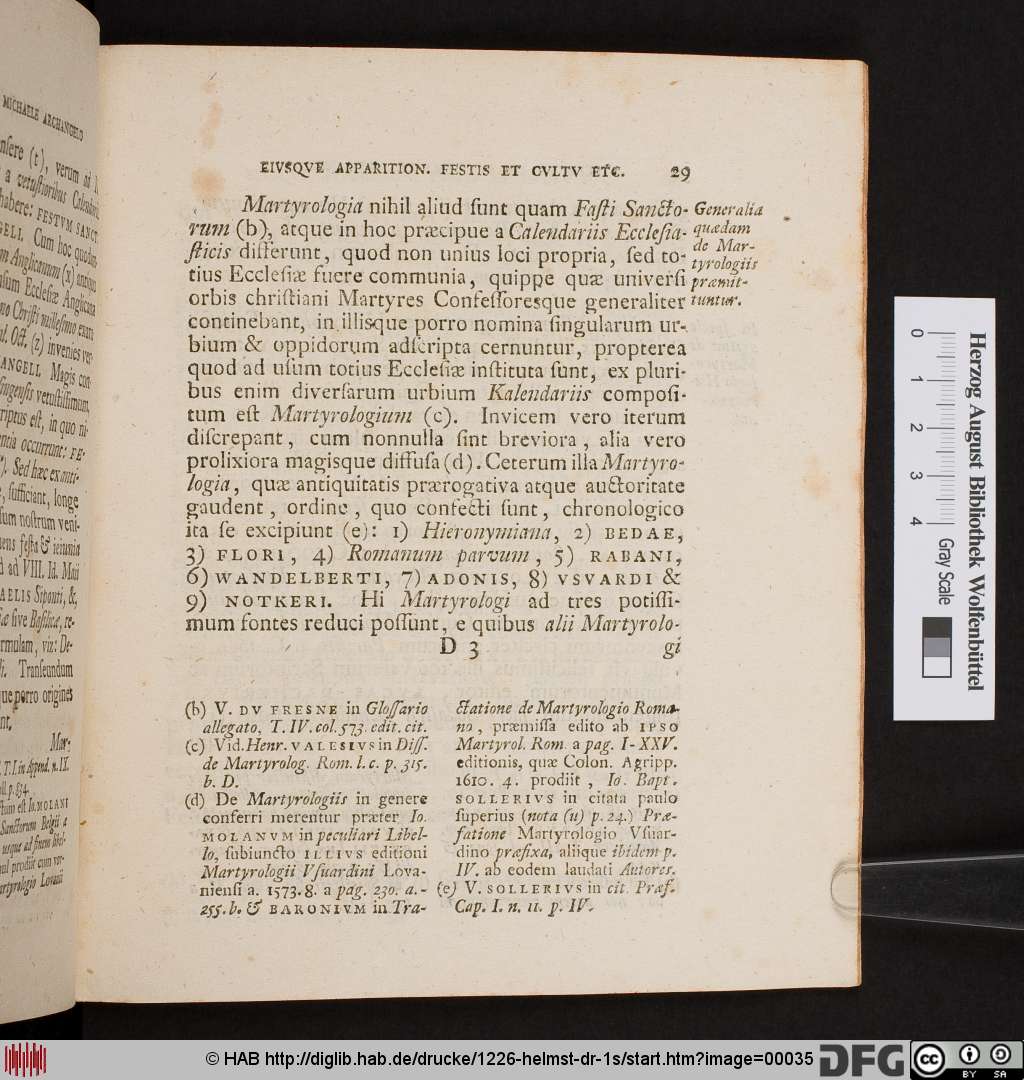 MICHAELE ARCHANGELO
EIVSQVE APPARITION. FESTIS ET CVLTV ETC. 29
Martyrologia nihil aliud ſunt quam Faſti Sancto-
rum (b), atque in hoc præcipue a Calendariis Eccleſia-
ſticis differunt, quod non unius loci propria, ſed to-
tius Eccleſiæ fuere communia, quippe quæ univerſi
orbis chriſtiani Martyres Confeſſoresque generaliter
continebant, in illisque porro nomina ſingularum ur-
bium & oppidorum adſcripta cernuntur, propterea
quod ad uſum totius Eccleſiæ inſtituta ſunt, ex pluri-
bus enim diverſarum urbium Kalendariis compoſi-
tum eſt Martyrologium (c). Invicem vero iterum
diſcrepant, cum nonnulla ſint breviora, alia vero
prolixiora magisque diffuſa (d). Ceterum illa Martyro-
logia, quæ antiquitatis prærogativa atque auctoritate
gaudent, ordine, quo confecti ſunt, chronologico
ita ſe excipiunt (e): 1) Hieronymiana, 2) BEDAE,
3) FLORI, 4) Romanum parvum, 5) RABANI,
6) WANDELBERTI, 7) ADONIS, 8) VSVARDI &
9) NOTKERI. Hi Martyrologi ad tres potiſſi-
mum fontes reduci poſſunt, e quibus alii Martyrolo-
D 3 gi
Generalia
quædam
de Mar-
tyrologiis
præmit-
tuntur.
(b) V. DV FRESNE in Gloſſario
allegato, T. IV. col. 573. edit. cit.
(c) Vid. Henr. VALESIVS in Diſſ.
de Martyrolog. Rom. l. c. p. 315.
b. D.
(d) De Martyrologiis in genere
conferri merentur præter Io.
MOLANVM in peculiari Libel-
lo, ſubiuncto ILLIVS editioni
Martyrologii Vſuardini Lova-
nienſi a. 1573. 8. a pag. 230. a.-
255. b. & BARONIVM in Tra-
ctatione de Martyrologio Roma-
no, præmiſſa edito ab IPSO
Martyrol. Rom. a pag. I-XXV.
editionis, quæ Colon. Agripp.
1610. 4. prodiit, Io. Bapt.
SOLLERIVS in citata paulo
ſuperius (nota (u) p. 24.) Præ-
fatione Martyrologio Vſuar-
dino præfixa, aliique ibidem p.
IV. ab eodem laudati Autores.
(e) V. SOLLERIVS in cit. Præf.
Cap. I. n. 11. p. IV.
0 1 2 3 4
Gray Scale
Herzog August Bibliothek Wolfenbüttel
© HAB http://diglib.hab.de/drucke/1226-helmst-dr-1s/start.htm?image=00035
DFG
cc BY SA